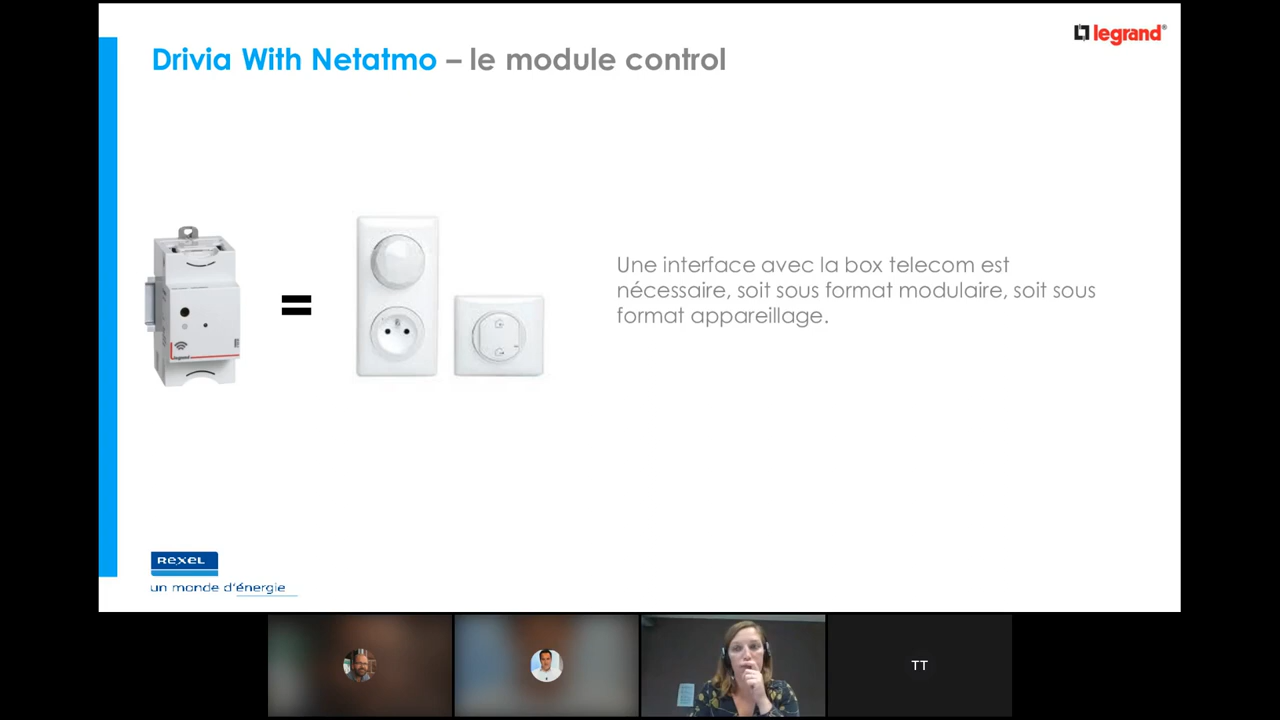 legrand®
Drivia With Netatmo – le module control
Une interface avec la box telecom est
nécessaire, soit sous format modulaire, soit sous
format appareillage.
legrand
REXEL
un monde d'énergie
TT